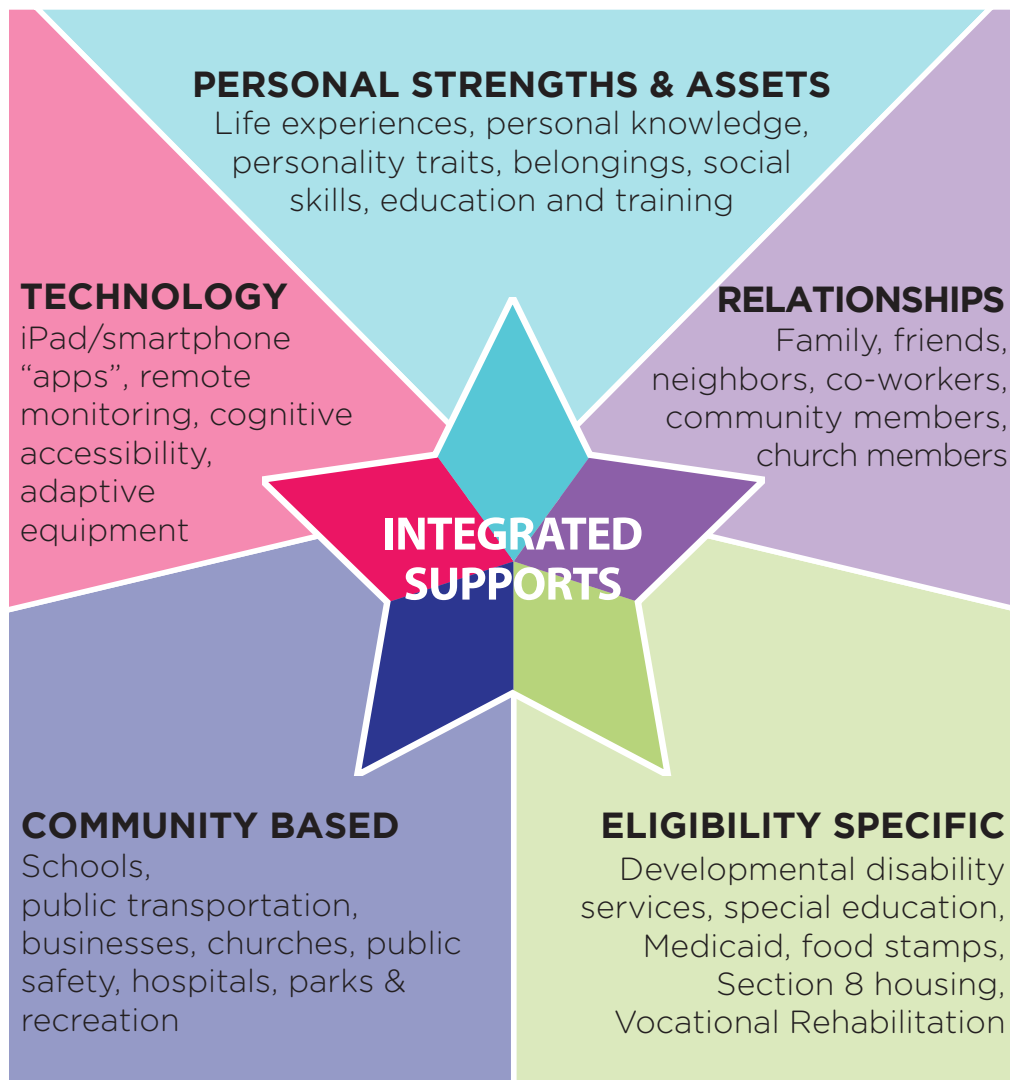 PERSONAL STRENGTHS & ASSETS
Life experiences, personal knowledge,
personality traits, belongings, social
skills, education and training
TECHNOLOGY
iPad/smartphone
“apps”, remote
monitoring, cognitive
accessibility,
adaptive
equipment
RELATIONSHIPS
Family, friends,
neighbors, co-workers,
community members,
church members
INTEGRATED
SUPPORTS
COMMUNITY BASED
Schools,
public transportation,
businesses, churches, public
safety, hospitals, parks &
recreation
ELIGIBILITY SPECIFIC
Developmental disability
services, special education,
Medicaid, food stamps,
Section 8 housing,
Vocational Rehabilitation